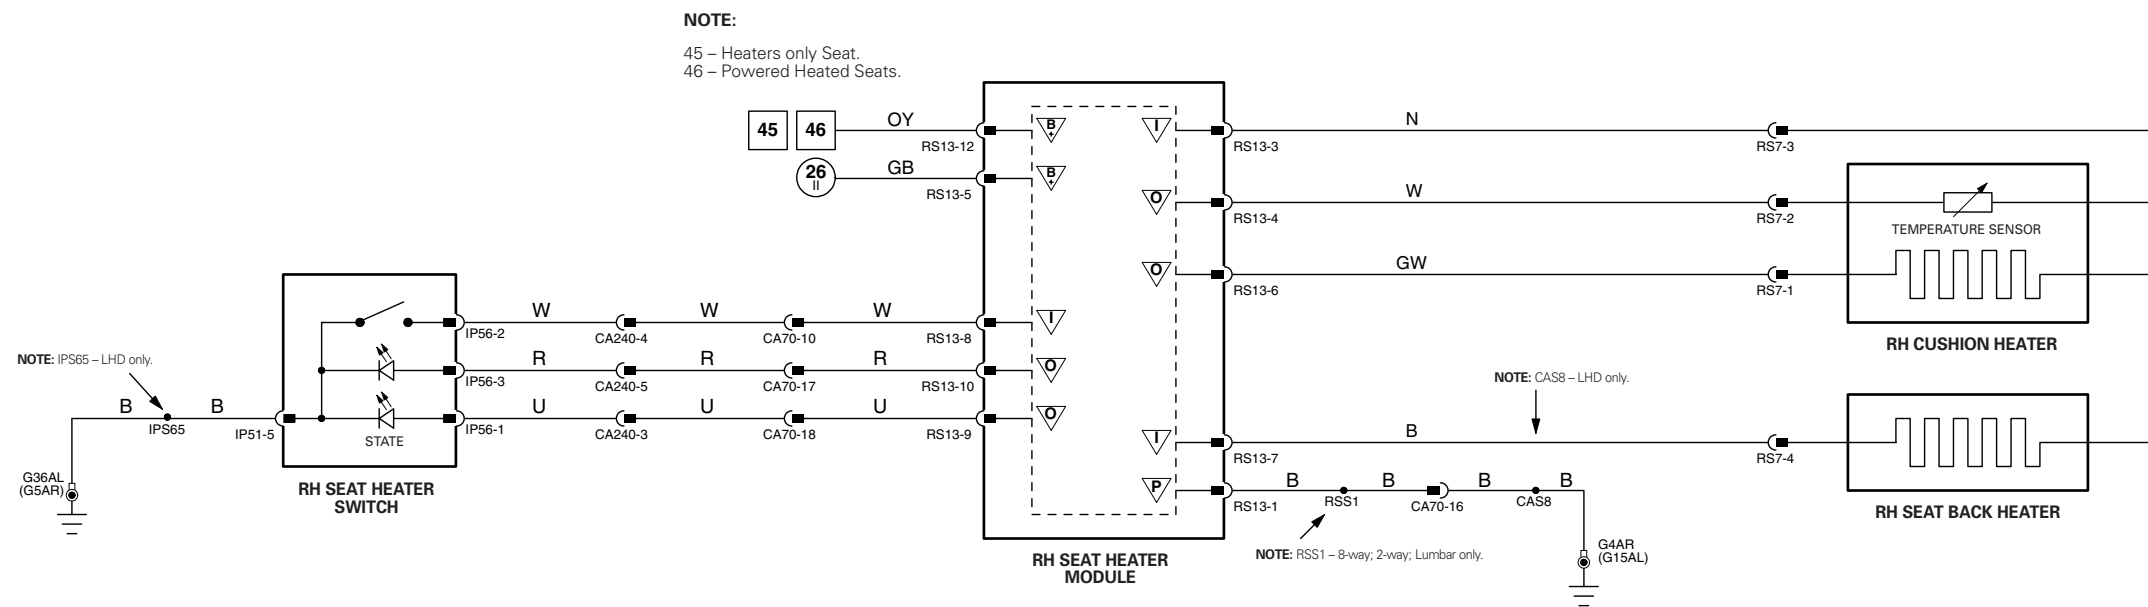 NOTE:
45 – Heaters only Seat.
46 – Powered Heated Seats.
45
46
OY
RS13-12
B+
I
RS13-3
N
RS7-3
26
II
GB
RS13-5
B+
O
RS13-4
W
RS7-2
TEMPERATURE SENSOR
O
RS13-6
GW
RS7-1
RH CUSHION HEATER
IP56-2
W
CA240-4
W
CA70-10
W
RS13-8
I
NOTE: IPS65 – LHD only.
IP56-3
R
CA240-5
R
CA70-17
R
RS13-10
O
NOTE: CAS8 – LHD only.
B
IPS65
B
IP51-5
STATE
IP56-1
U
CA240-3
U
CA70-18
U
RS13-9
O
I
RS13-7
B
RS7-4
G36AL
(G5AR)
RH SEAT HEATER
SWITCH
P
RS13-1
B
RSS1
B
CA70-16
B
CAS8
B
RH SEAT BACK HEATER
NOTE: RSS1 – 8-way; 2-way; Lumbar only.
G4AR
(G15AL)
RH SEAT HEATER
MODULE